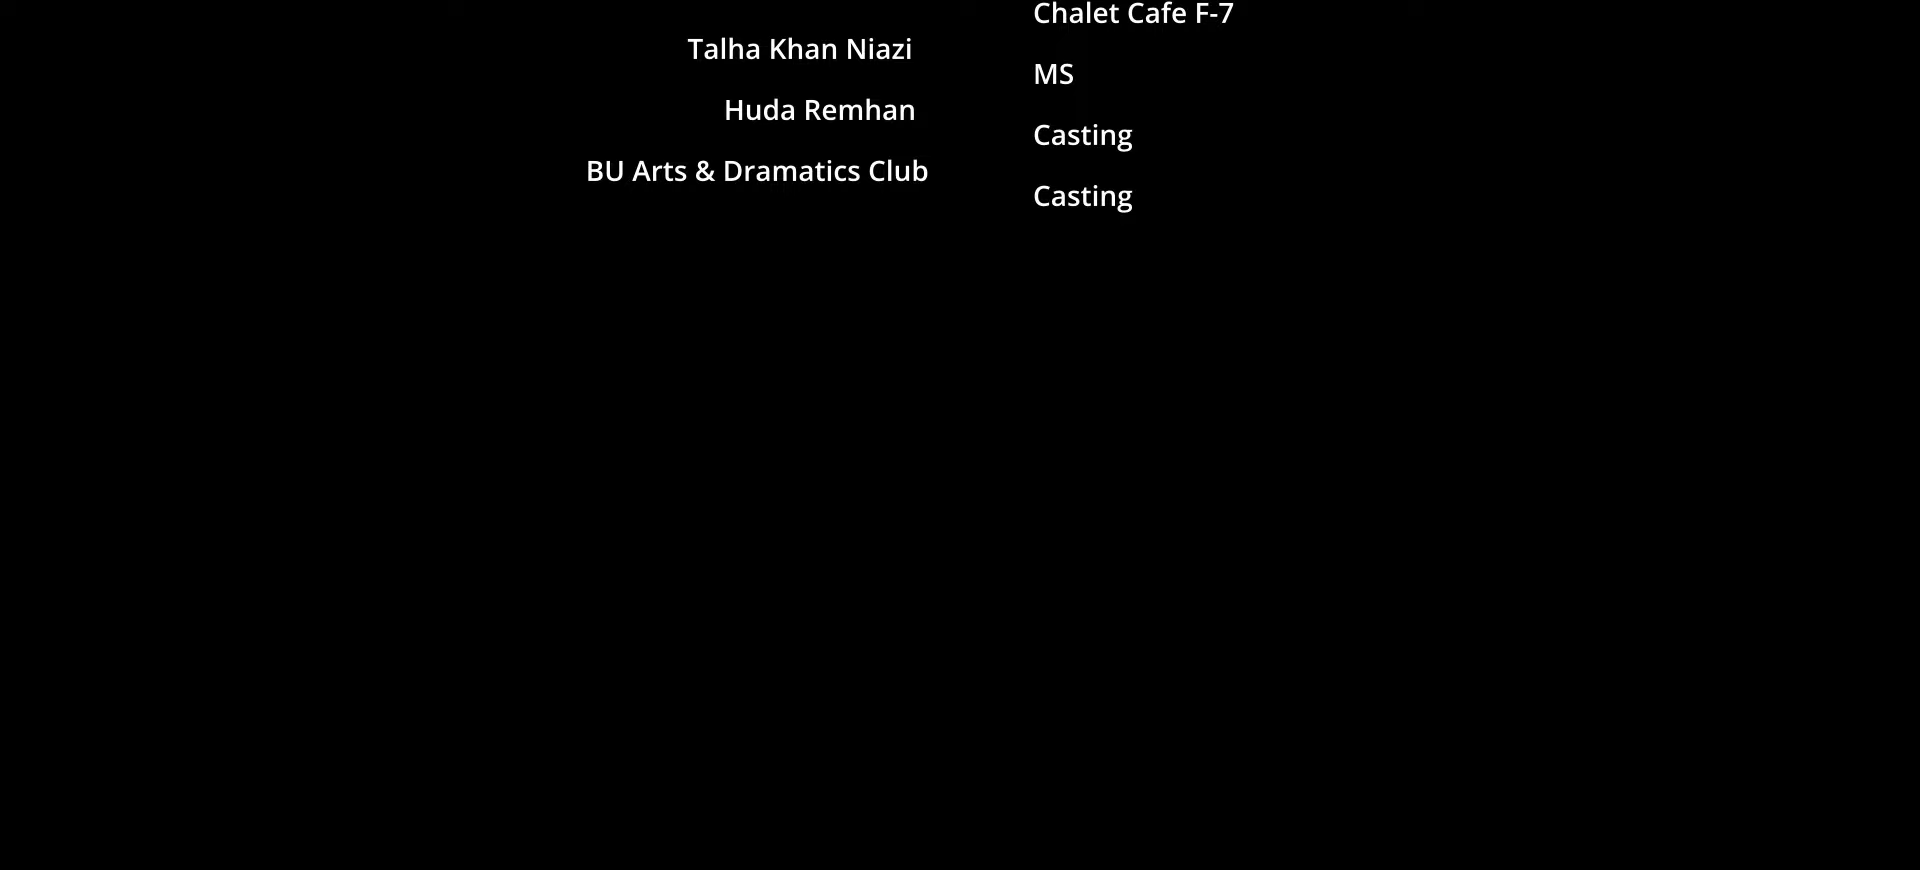 Chalet Cafe F-7
Talha Khan Niazi
MS
Huda Remhan
Casting
BU Arts & Dramatics Club
Casting